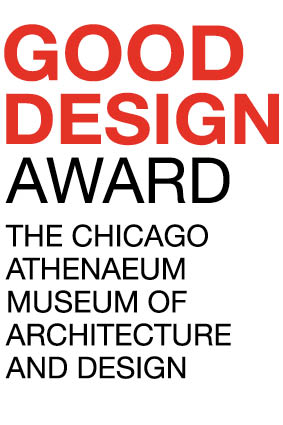 GOOD
DESIGN
AWARD
THE CHICAGO
ATHENAEUM
MUSEUM OF
ARCHITECTURE
AND DESIGN